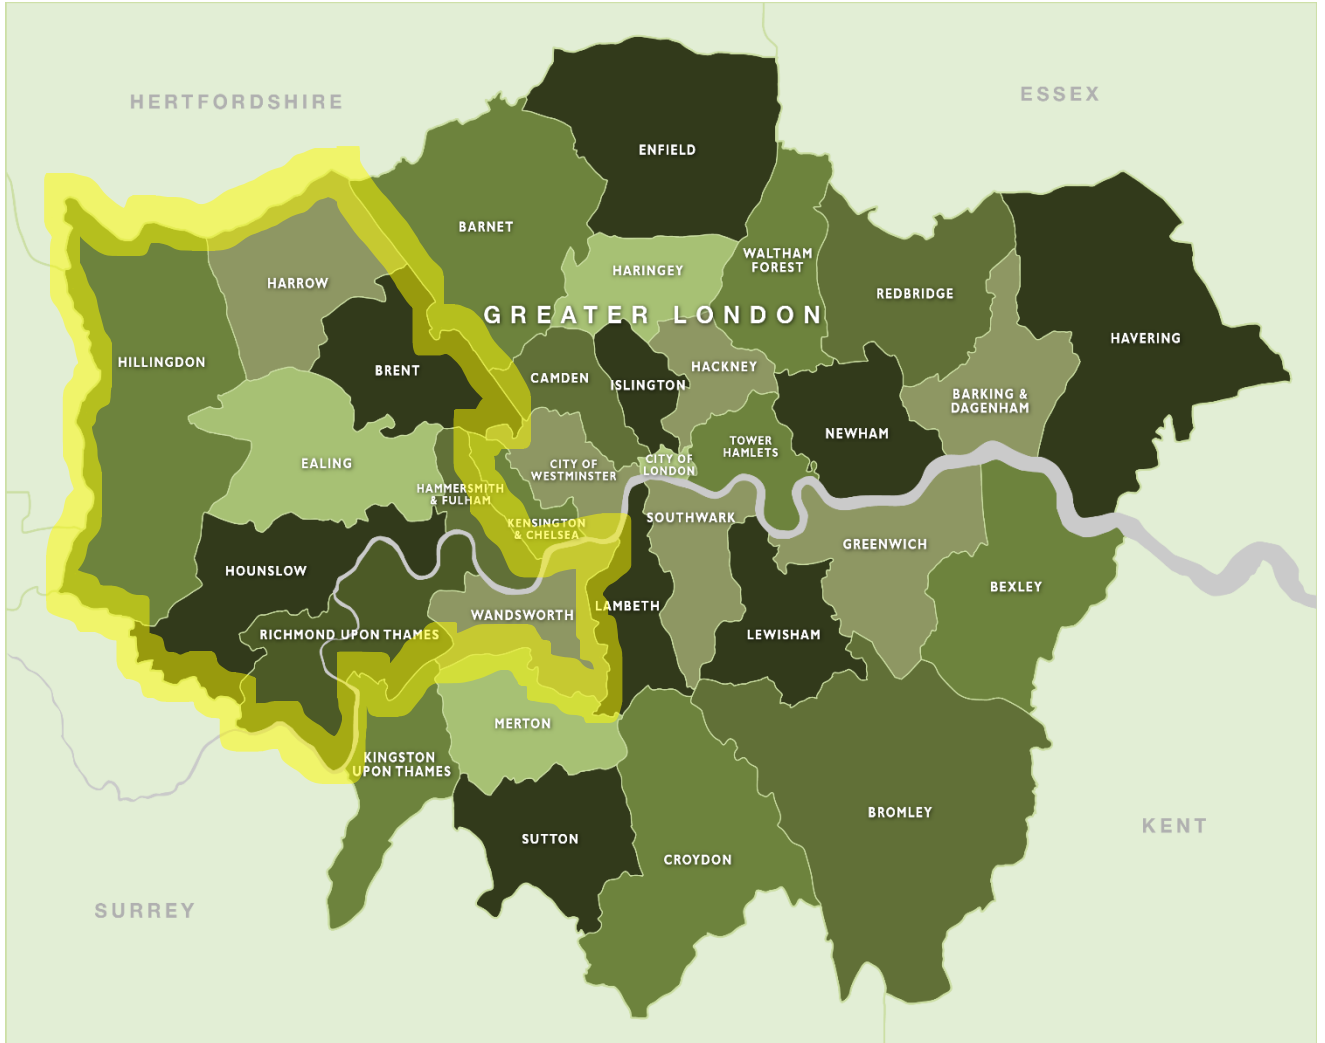 HERTFORDSHIRE
ESSEX
ENFIELD
BARNET
HARINGEY
WALTHAM
FOREST
HARROW
REDBRIDGE
GREATER LONDON
HAVERING
HILLINGDON
BRENT
CAMDEN
ISLINGTON
HACKNEY
BARKING &
DAGENHAM
NEWHAM
TOWER
HAMLETS
EALING
CITY OF
WESTMINSTER
CITY OF
LONDON
HAMMERSMITH
& FULHAM
KENSINGTON
& CHELSEA
SOUTHWARK
GREENWICH
HOUNSLOW
BEXLEY
LAMBETH
WANDSWORTH
RICHMOND UPON THAMES
LEWISHAM
MERTON
KINGSTON
UPON THAMES
BROMLEY
KENT
SUTTON
CROYDON
SURREY